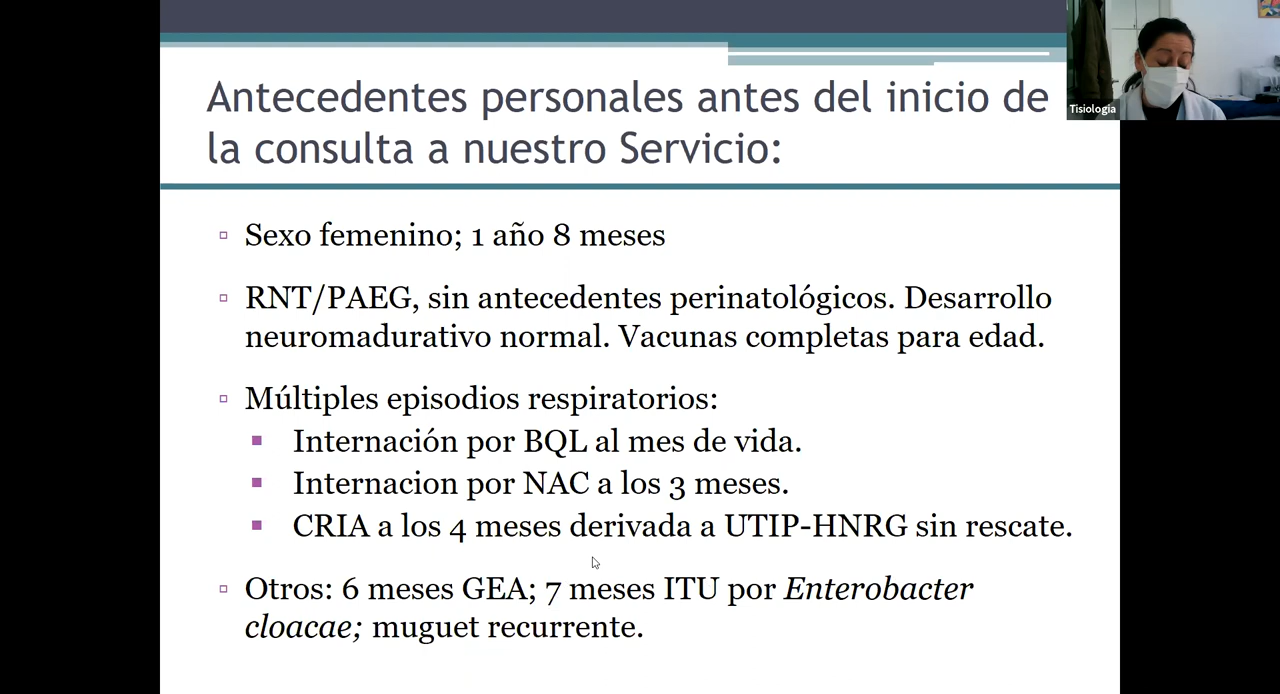 Antecedentes personales antes del inicio de
la consulta a nuestro Servicio:
Tisiologia
Sexo femenino; 1 año 8 meses
RNT/PAEG, sin antecedentes perinatológicos. Desarrollo
neuromadurativo normal. Vacunas completas para edad.
Múltiples episodios respiratorios:
Internación por BQL al mes de vida.
Internacion por NAC a los 3 meses.
CRIA a los 4 meses derivada a UTIP-HNRG sin rescate.
Otros: 6 meses GEA; 7 meses ITU por Enterobacter
cloacae; muguet recurrente.